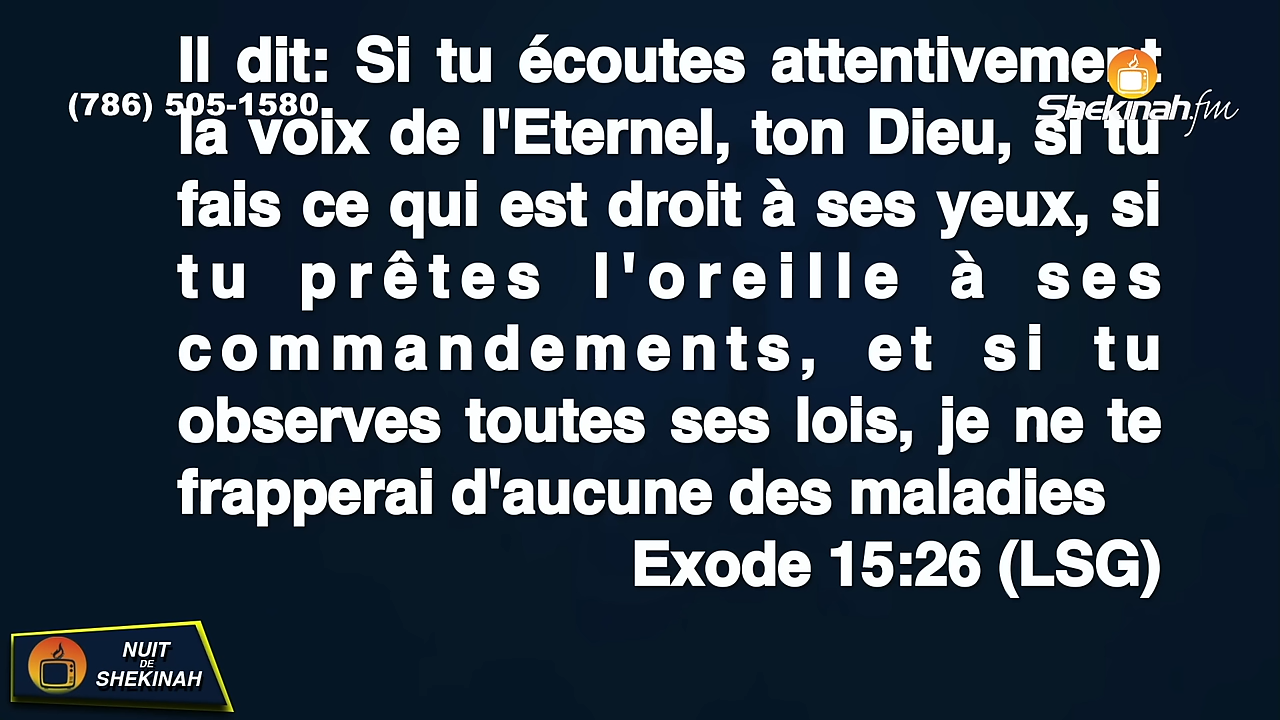 Il dit: Si tu écoutes attentivement
(786) 505-1580
Shekinah.fm
la voix de l'Eternel, ton Dieu, si tu
fais ce qui est droit à ses yeux, si
tu prêtes l'oreille à ses
commandements, et si tu
observes toutes ses lois, je ne te
frapperai d'aucune des maladies
Exode 15:26 (LSG)
NUIT
DE
SHEKINAH